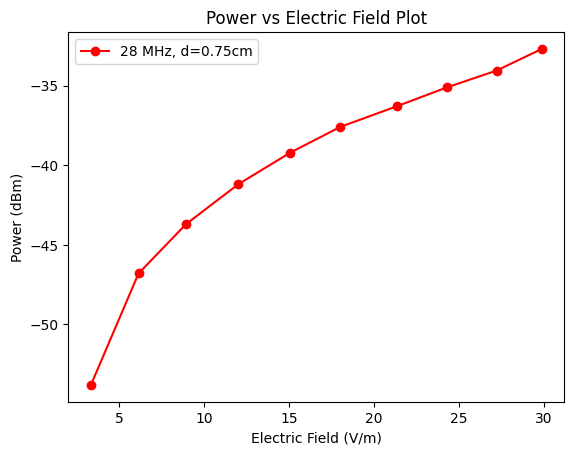 Power vs Electric Field Plot
28 MHz, d=0.75cm
Power (dBm)
−35
−40
−45
−50
5 10 15 20 25 30
Electric Field (V/m)